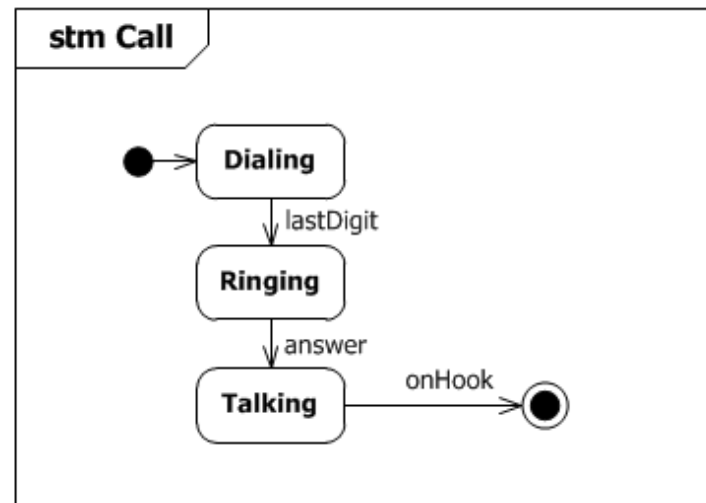 stm Call
Dialing
lastDigit
Ringing
answer
onHook
Talking